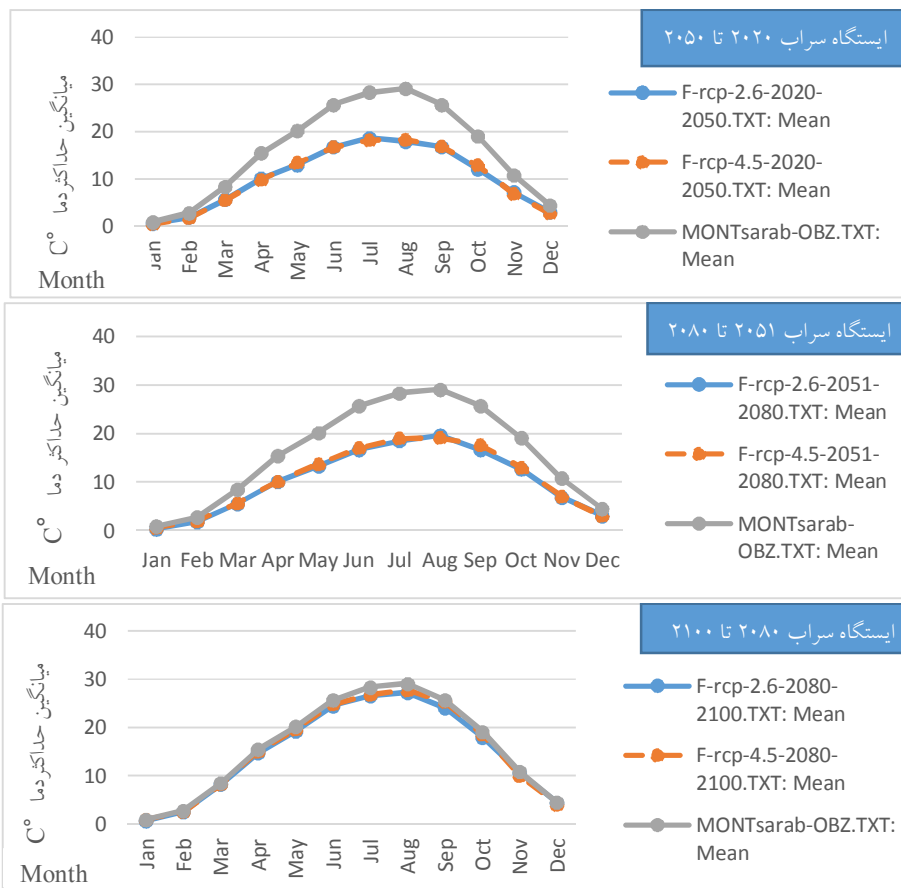 ایستگاه سراب ۲۰۲۰ تا ۲۰۵۰
میانگین حداکثر دما C°
40
30
20
10
0
Jan Feb Mar Apr May Jun Jul Aug Sep Oct Nov Dec
Month
F-rcp-2.6-2020-
2050.TXT: Mean
F-rcp-4.5-2020-
2050.TXT: Mean
MONTsarab-OBZ.TXT:
Mean
ایستگاه سراب ۲۰۵۱ تا ۲۰۸۰
میانگین حداکثر دما C°
40
30
20
10
0
Jan Feb Mar Apr May Jun Jul Aug Sep Oct Nov Dec
Month
F-rcp-2.6-2051-
2080.TXT: Mean
F-rcp-4.5-2051-
2080.TXT: Mean
MONTsarab-
OBZ.TXT: Mean
ایستگاه سراب ۲۰۸۰ تا ۲۱۰۰
میانگین حداکثر دما C°
40
30
20
10
0
Jan Feb Mar Apr May Jun Jul Aug Sep Oct Nov Dec
Month
F-rcp-2.6-2080-
2100.TXT: Mean
F-rcp-4.5-2080-
2100.TXT: Mean
MONTsarab-OBZ.TXT:
Mean